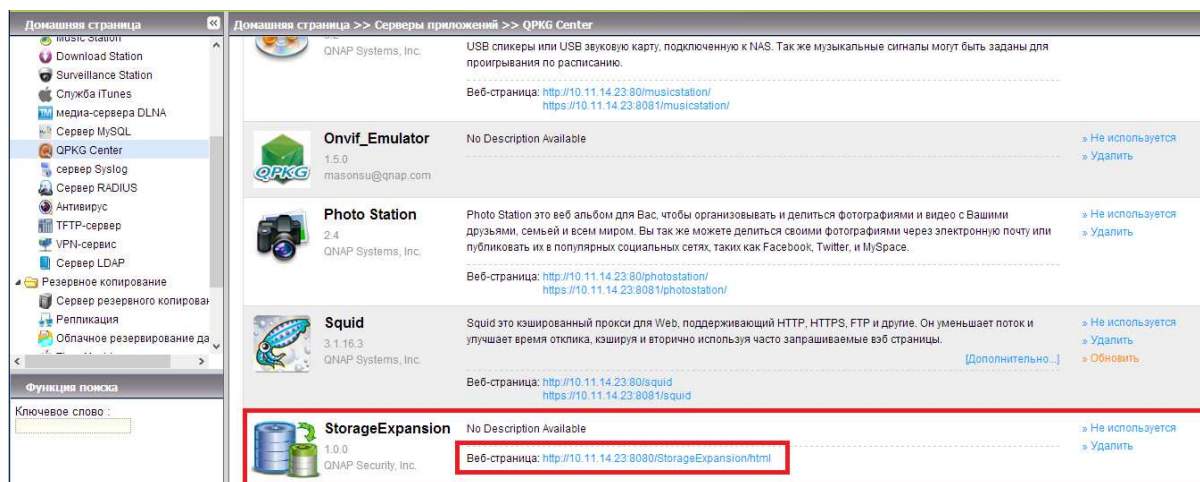 Домашняя страница
Music Station
Download Station
Surveillance Station
Служба iTunes
медиа-сервера DLNA
Сервер MySQL
QPKG Center
сервер Syslog
Сервер RADIUS
Антивирус
TFTP-сервер
VPN-сервис
Сервер LDAP
Резервное копирование
Сервер резервного копирован
Репликация
Облачное резервирование да
Функция поиска
Ключевое слово :
Домашняя страница >> Серверы приложений >> QPKG Center
QNAP Systems, Inc.
USB спикеры или USB звуковую карту, подключенную к NAS. Так же музыкальные сигналы могут быть заданы для
проигрывания по расписанию.
Веб-страница: http://10.11.14.23:80/musicstation/
https://10.11.14.23:8081/musicstation/
QPKG
Onvif_Emulator
1.5.0
masonsu@qnap.com
No Description Available
» Не используется
» Удалить
Photo Station
2.4
QNAP Systems, Inc.
Photo Station это веб альбом для Вас, чтобы организовывать и делиться фотографиями и видео с Вашими
друзьями, семьей и всем миром. Вы так же можете делиться своими фотографиями через электронную почту или
публиковать их в популярных социальных сетях, таких как Facebook, Twitter, и MySpace.
Веб-страница: http://10.11.14.23:80/photostation/
https://10.11.14.23:8081/photostation/
» Не используется
» Удалить
Squid
3.1.16.3
QNAP Systems, Inc.
Squid это кэшированный прокси для Web, поддерживающий HTTP, HTTPS, FTP и другие. Он уменьшает поток и
улучшает время отклика, кэшируя и вторично используя часто запрашиваемые вэб страницы.
[Дополнительно...]
Веб-страница: http://10.11.14.23:80/squid
https://10.11.14.23:8081/squid
» Не используется
» Удалить
» Обновить
StorageExpansion
1.0.0
QNAP Security, Inc.
No Description Available
Веб-страница: http://10.11.14.23:8080/StorageExpansion/html
» Не используется
» Удалить